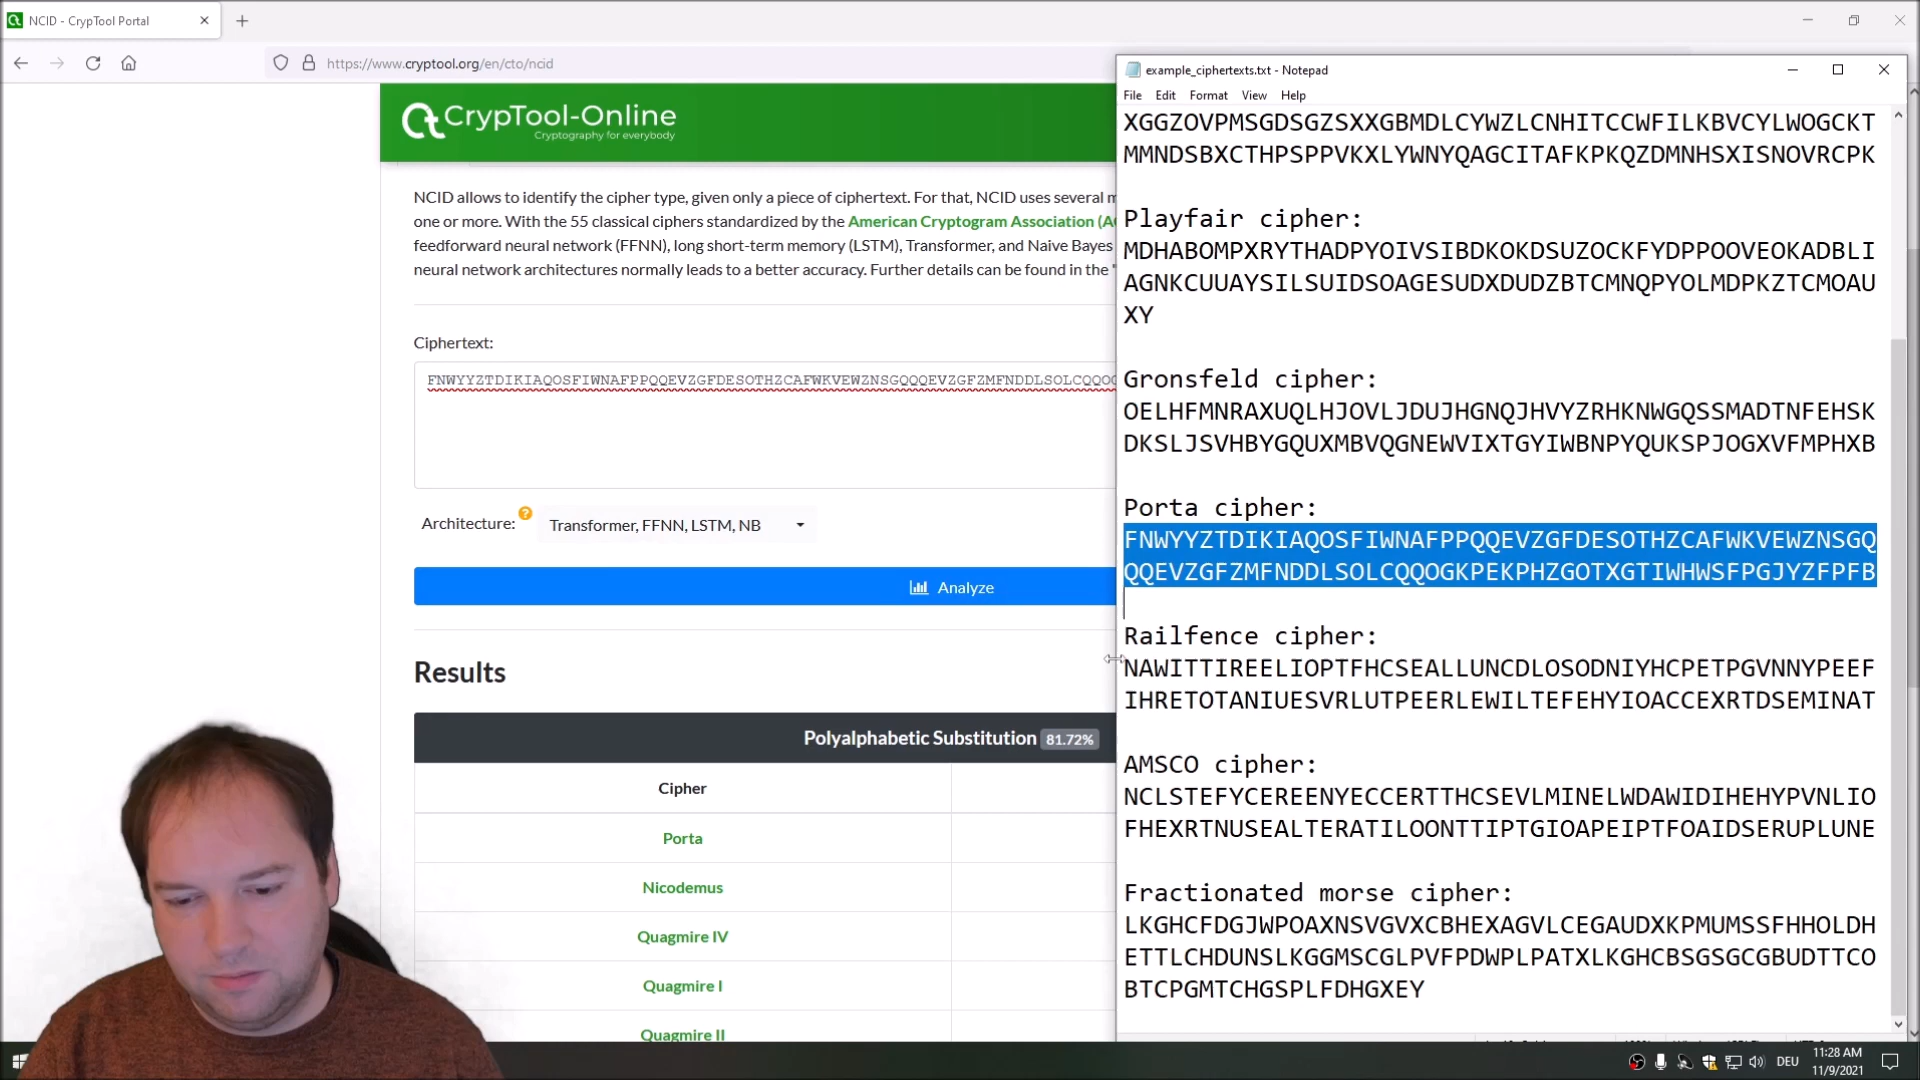 NCID - CrypTool Portal
https://www.cryptool.org/en/cto/ncid
CrypTool-Online
Cryptography for everybody
NCID allows to identify the cipher type, given only a piece of ciphertext. For that, NCID uses several m
one or more. With the 55 classical ciphers standardized by the American Cryptogram Association (A
feedforward neural network (FFNN), long short-term memory (LSTM), Transformer, and Naive Bayes
neural network architectures normally leads to a better accuracy. Further details can be found in the "
Ciphertext:
FNWYYZTDIKIAQOSFIWNAFPPQQEVZGFDESOTHZCAFWKVEWZNSGQQQEVZGFZMFNDDLSOLCQQO
Architecture: ?
Transformer, FFNN, LSTM, NB
Analyze
Results
Polyalphabetic Substitution 81.72%
Cipher
Porta
Nicodemus
Quagmire IV
Quagmire I
Quagmire II
example_ciphertexts.txt - Notepad
File Edit Format View Help
XGGZOVPMSGDSGZSXXGBMDLCYWZLCNHITCCWFILKBVCYLWOGCKT
MMNDSBXCTHPSPPVKXLYWNYQAGCITAFKPKQZDMNHSXISNOVRCPK
Playfair cipher:
MDHABOMPXRYTHADPYOIVSIBDKOKDSUZOCKFYDPPOOVEOKADBLI
AGNKCUUAYSILSUIDSOAGESUDXDUDZBTCMNQPYOLMDPKZTCMOAU
XY
Gronsfeld cipher:
OELHFMNRAXUQLHJOVLJDUJHGNQJHVYZRHKNWGQSSMADTNFEHSK
DKSLJSVHBYGQUXMBVQGNEWVIXTGYIWBNPYQUKSPJOGXVFMPHXB
Porta cipher:
FNWYYZTDIKIAQOSFIWNAFPPQQEVZGFDESOTHZCAFWKVEWZNSGQ
QQEVZGFZMFNDDLSOLCQQOGKPEKPHZGOTXGTIWHWSFPGJYZFPFB
Railfence cipher:
NAWITTIREELIOPTFHCSEALLUNCDLOSODNIYHCPETPGVNNYPEEF
IHRETOTANIUESVRLUTPEERLEWILTEFEHYIOACCEXRTDSEMINAT
AMSCO cipher:
NCLSTEFYCEREENYECCERTTHCSEVLMINELWDAWIDIHEHYPVNLIO
FHEXRTNUSEALTERATILOONTTIPTGIOAPEIPTFOAIDSERUPLUNE
Fractionated morse cipher:
LKGHCFDGJWPOAXNSVGVXCBHEXAGVLCEGAUDXKPMUMSSFHHOLDH
ETTLCHDUNSLKGGMSCGLPVFPDWPLPATXLKGHCBSGSGCGBUDTTCO
BTCPGMTCHGSPLFDHGXEY
DEU
11:28 AM
11/9/2021